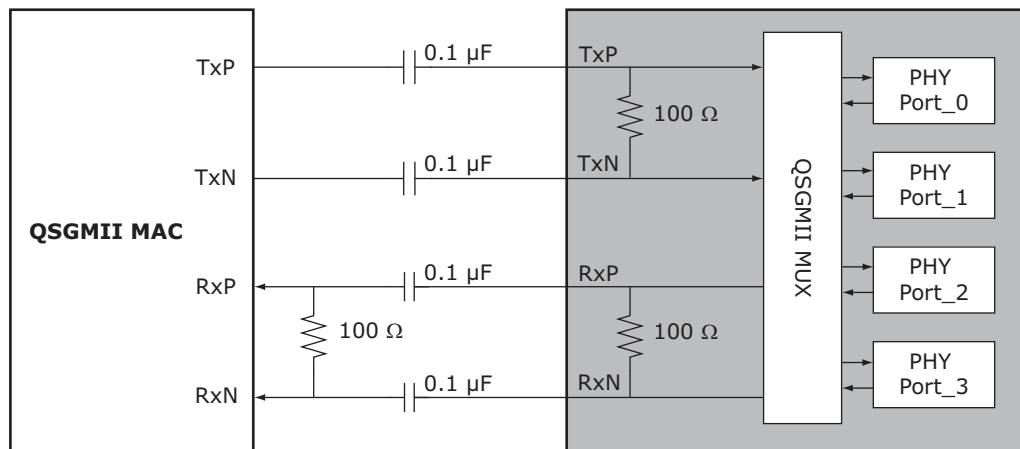 TxP
0.1 µF
TxP
100 Ω
TxN
0.1 µF
TxN
QSGMII MAC
RxP
0.1 µF
RxP
100 Ω
100 Ω
RxN
0.1 µF
RxN
QSGMII MUX
PHY
Port_0
PHY
Port_1
PHY
Port_2
PHY
Port_3